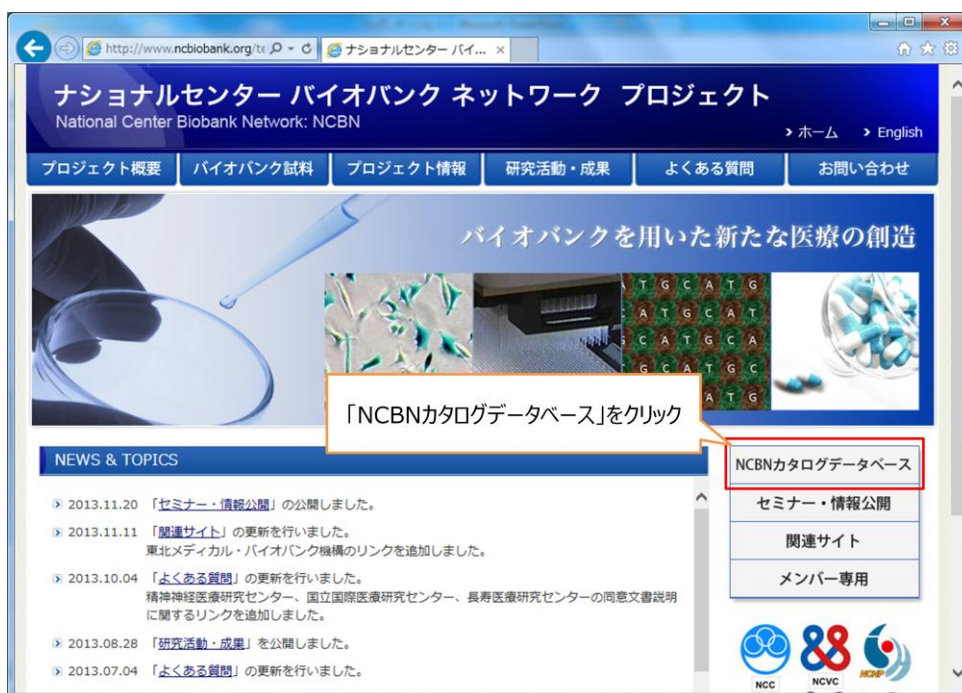 http://www.ncbiobank.org/te
ナショナルセンター バイ...
ナショナルセンター バイオバンク ネットワーク プロジェクト
National Center Biobank Network: NCBN
ホーム
English
プロジェクト概要
バイオバンク試料
プロジェクト情報
研究活動・成果
よくある質問
お問い合わせ
バイオバンクを用いた新たな医療の創造
T G C A T G
A T G C A T
C A T G C A
G C A T G C
A T G
「NCBNカタログデータベース」をクリック
NEWS & TOPICS
2013.11.20 「セミナー・情報公開」の公開しました。
2013.11.11 「関連サイト」の更新を行いました。
東北メディカル・バイオバンク機構のリンクを追加しました。
2013.10.04 「よくある質問」の更新を行いました。
精神神経医療研究センター、国立国際医療研究センター、長寿医療研究センターの同意文書説明
に関するリンクを追加しました。
2013.08.28 「研究活動・成果」を公開しました。
2013.07.04 「よくある質問」の更新を行いました。
NCBNカタログデータベース
セミナー・情報公開
関連サイト
メンバー専用
NCC
NCVC
NCNP